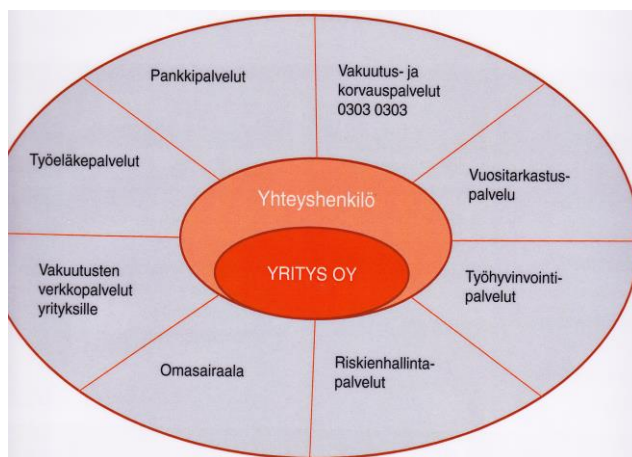 Pankkipalvelut
Vakuutus- ja
korvauspalvelut
0303 0303
Työeläkepalvelut
Vuositarkastus-
palvelu
Yhteyshenkilö
YRITYS OY
Vakuutusten
verkkopalvelut
yrityksille
Työhyvinvointi-
palvelut
Omasairaala
Riskienhallinta-
palvelut